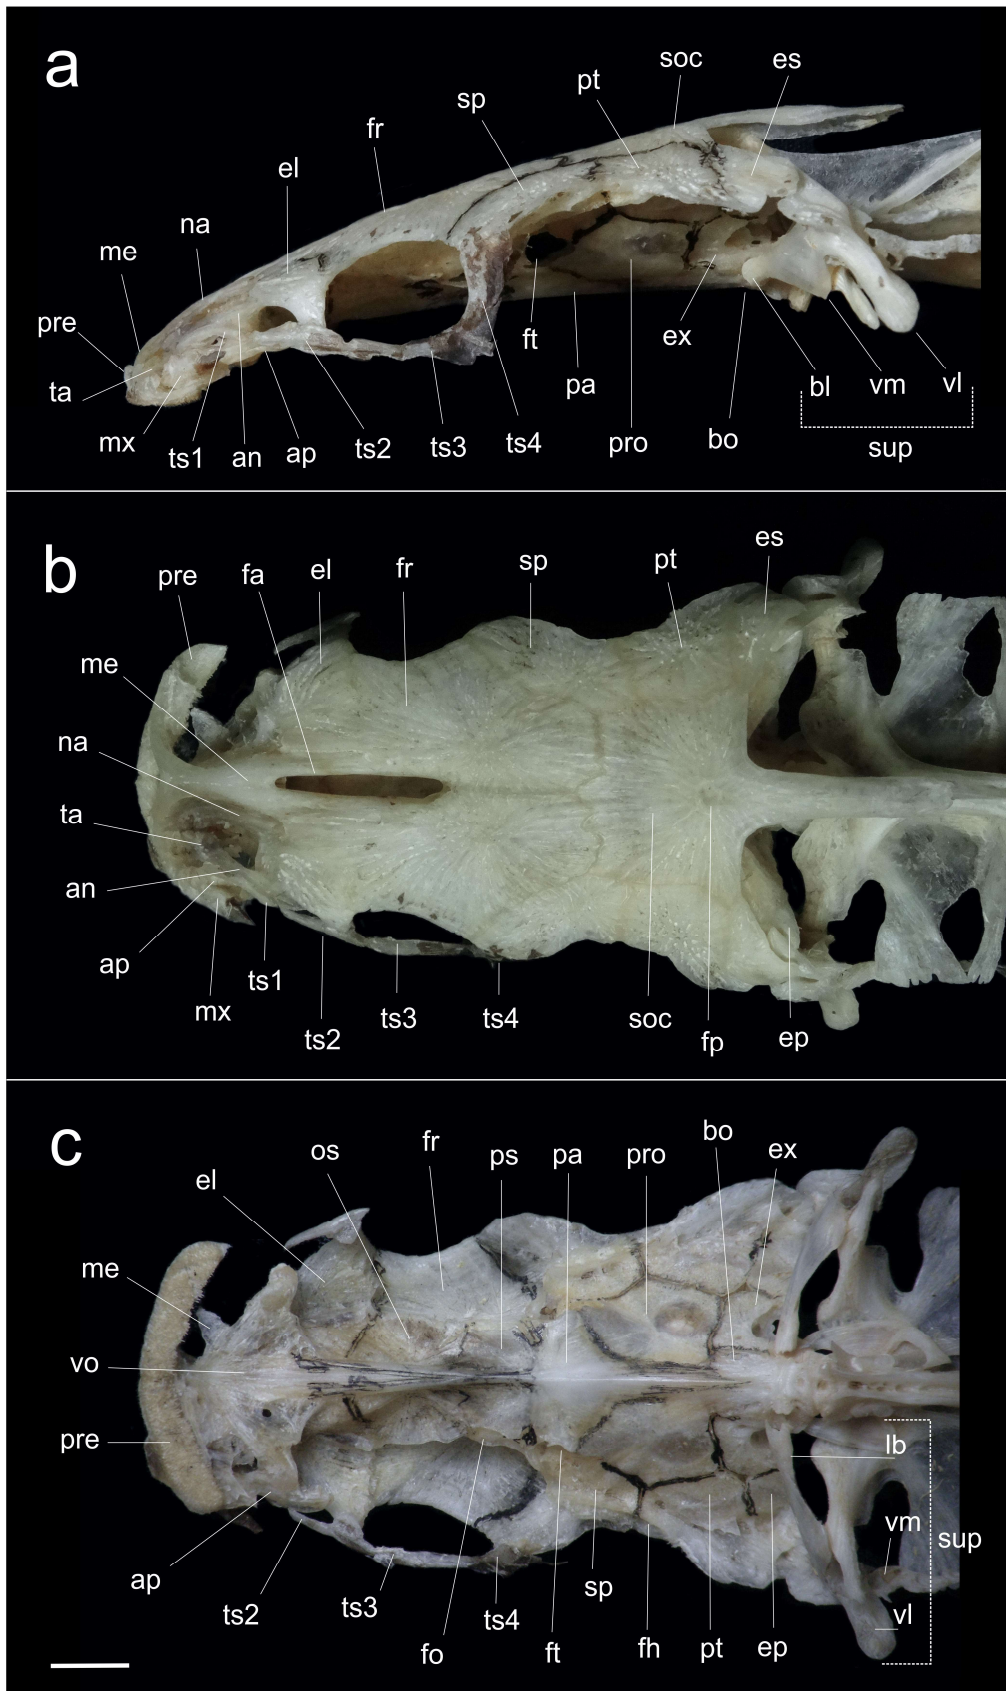 a
soc
es
pt
sp
fr
el
na
me
pre
ta
mx
ts1
an
ap
ts2
ts3
ts4
ft
pa
pro
ex
bo
bl
vm
vl
sup
b
pre
fa
el
fr
sp
pt
es
me
na
ta
an
ap
mx
ts1
ts2
ts3
ts4
soc
fp
ep
c
el
os
fr
ps
pa
pro
bo
ex
me
vo
pre
ap
ts2
ts3
ts4
fo
ft
sp
fh
pt
ep
lb
vm
sup
vl